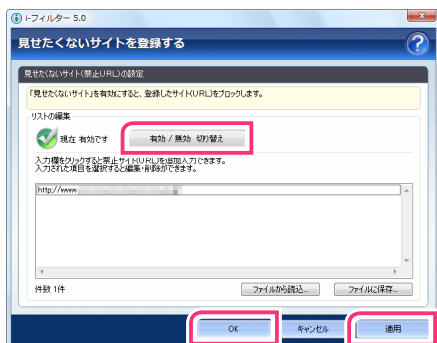 i-フィルター 5.0
見せたくないサイトを登録する
見せたくないサイト(禁止URL)の設定
「見せたくないサイト」を有効にすると、登録したサイト(URL)をブロックします。
リストの編集
現在 有効です
有効 / 無効 切り替え
入力欄をクリックすると禁止サイト(URL)を追加入力できます。
入力された項目を選択すると編集・削除ができます。
http://www
件数 1件
ファイルから読込...
ファイルに保存...
OK
キャンセル
適用